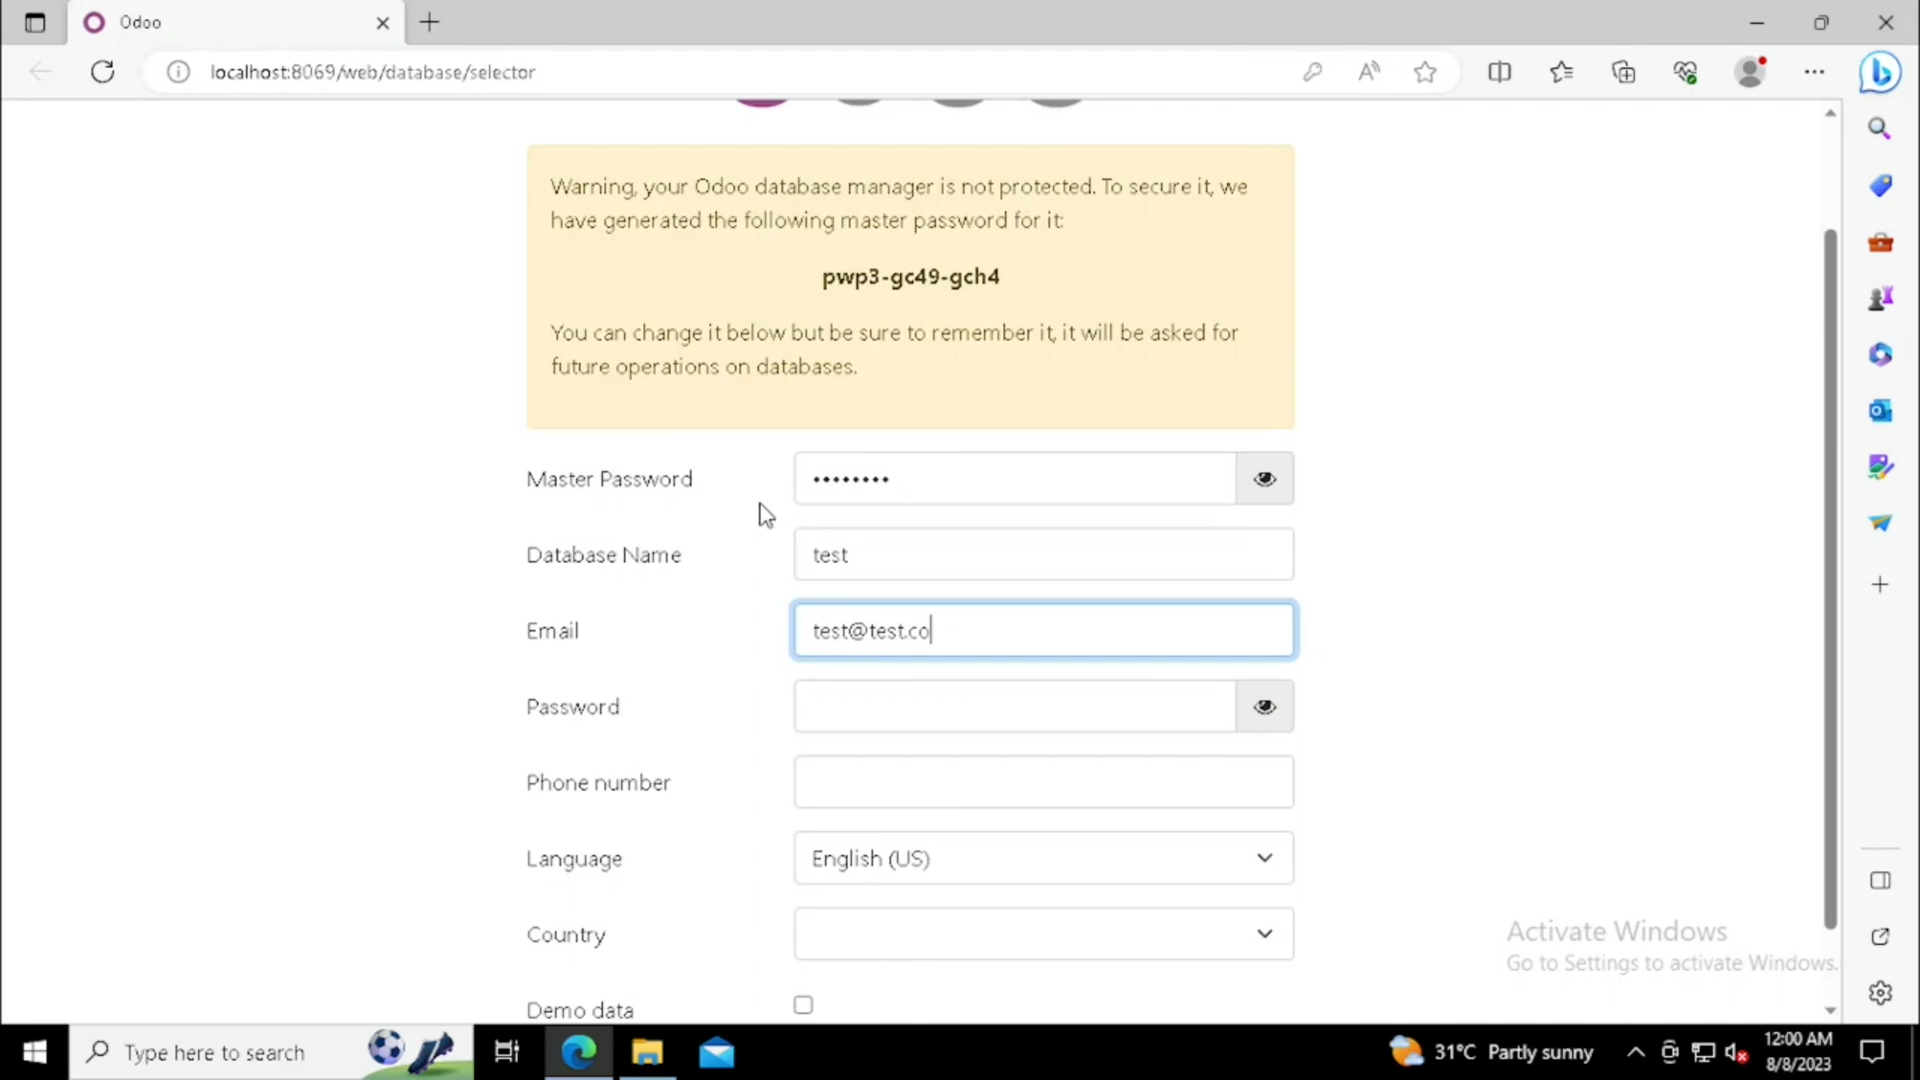 Odoo
localhost:8069/web/database/selector
Warning, your Odoo database manager is not protected. To secure it, we
have generated the following master password for it:
pwp3-gc49-gch4
You can change it below but be sure to remember it, it will be asked for
future operations on databases.
Master Password ••••••••
Database Name test
Email test@test.co
Password
Phone number
Language English (US)
Country
Demo data
Activate Windows
Go to Settings to activate Windows.
Type here to search
31°C Partly sunny
12:00 AM
8/8/2023